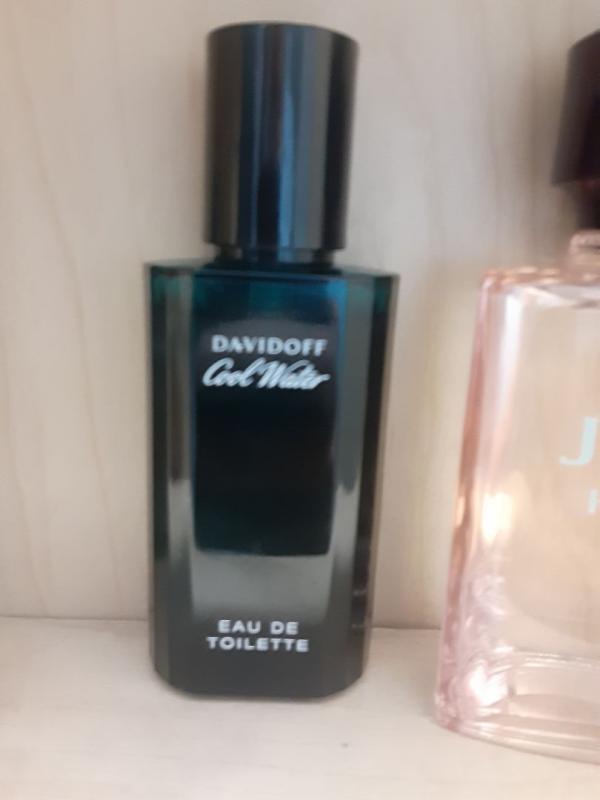 DAVIDOFF
Cool Water
EAU DE
TOILETTE